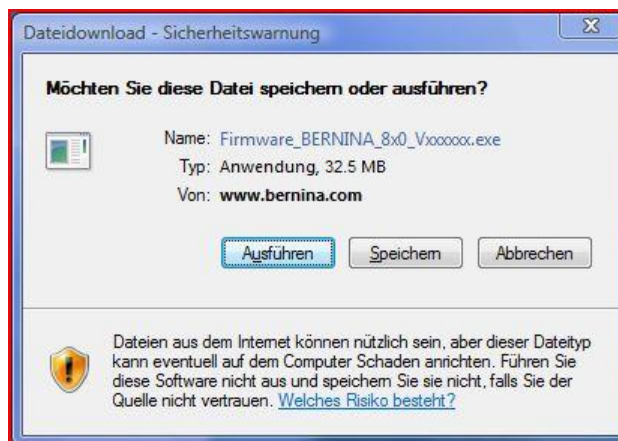 Dateidownload - Sicherheitswarnung
Möchten Sie diese Datei speichern oder ausführen?
Name: Firmware_BERNINA_8x0_Vxxxxxx.exe
Typ: Anwendung, 32.5 MB
Von: www.bernina.com
Ausführen Speichern Abbrechen
Dateien aus dem Internet können nützlich sein, aber dieser Dateityp
kann eventuell auf dem Computer Schaden anrichten. Führen Sie
diese Software nicht aus und speichern Sie sie nicht, falls Sie der
Quelle nicht vertrauen. Welches Risiko besteht?